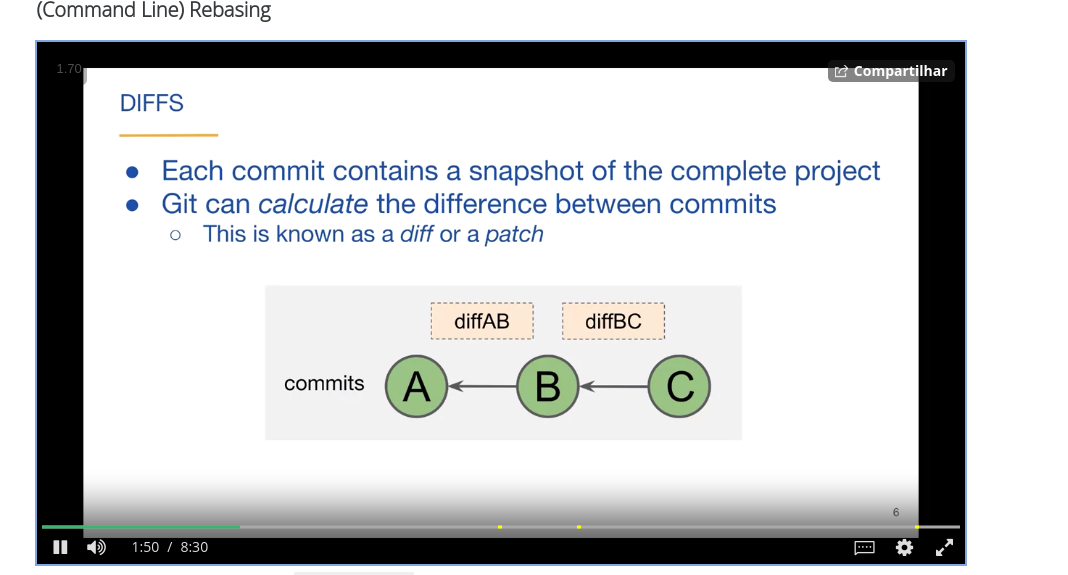 (Command Line) Rebasing
1.70
Compartilhar
DIFFS
● Each commit contains a snapshot of the complete project
● Git can calculate the difference between commits
○ This is known as a diff or a patch
diffAB diffBC
commits A B C
6
1:50 / 8:30